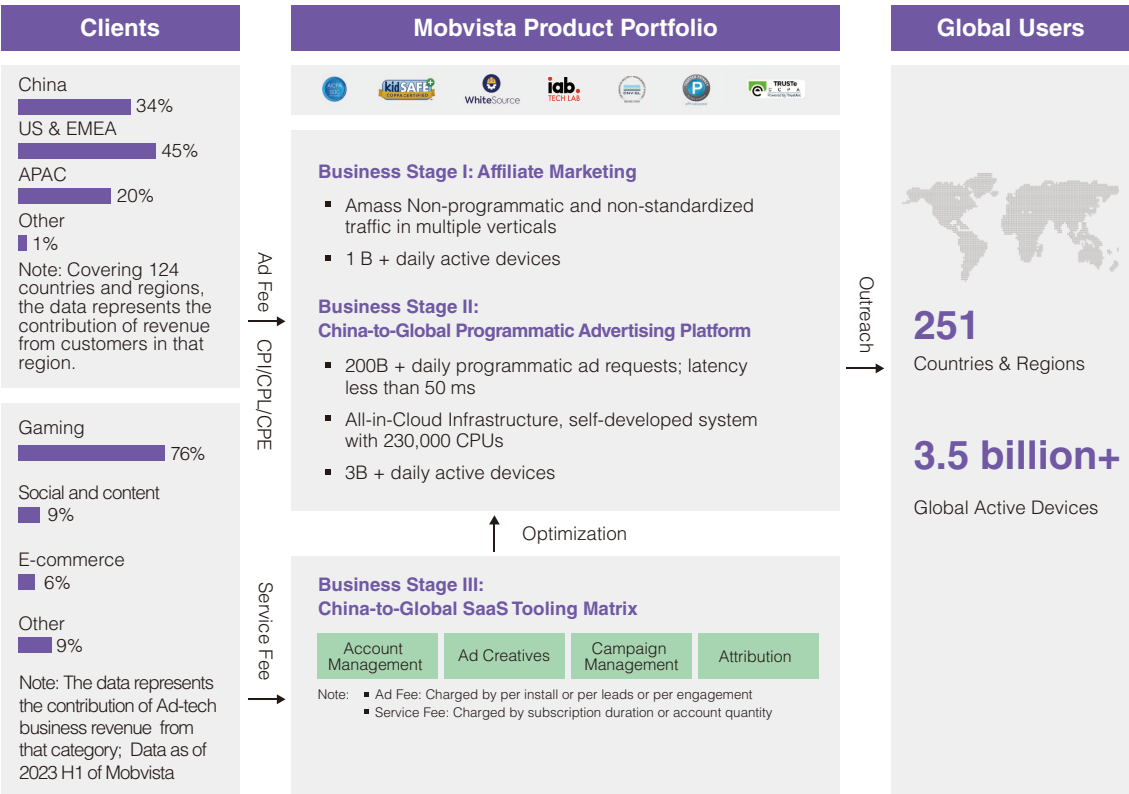 Clients
China
34%
US & EMEA
45%
APAC
20%
Other
1%
Note: Covering 124
countries and regions,
the data represents the
contribution of revenue
from customers in that
region.
Gaming
76%
Social and content
9%
E-commerce
6%
Other
9%
Note: The data represents
the contribution of Ad-tech
business revenue from
that category; Data as of
2023 H1 of Mobvista
Ad Fee
CPI/CPL/CPE
Service Fee
Mobvista Product Portfolio
kidSAFE+
COPPA CERTIFIED
WhiteSource
iab.
TECH LAB
P
TRUSTe
Business Stage I: Affiliate Marketing
▪ Amass Non-programmatic and non-standardized
traffic in multiple verticals
▪ 1 B + daily active devices
Business Stage II:
China-to-Global Programmatic Advertising Platform
▪ 200B + daily programmatic ad requests; latency
less than 50 ms
▪ All-in-Cloud Infrastructure, self-developed system
with 230,000 CPUs
▪ 3B + daily active devices
Optimization
Business Stage III:
China-to-Global SaaS Tooling Matrix
Account
Management
Ad Creatives
Campaign
Management
Attribution
Note: ▪ Ad Fee: Charged by per install or per leads or per engagement
▪ Service Fee: Charged by subscription duration or account quantity
Outreach
Global Users
251
Countries & Regions
3.5 billion+
Global Active Devices